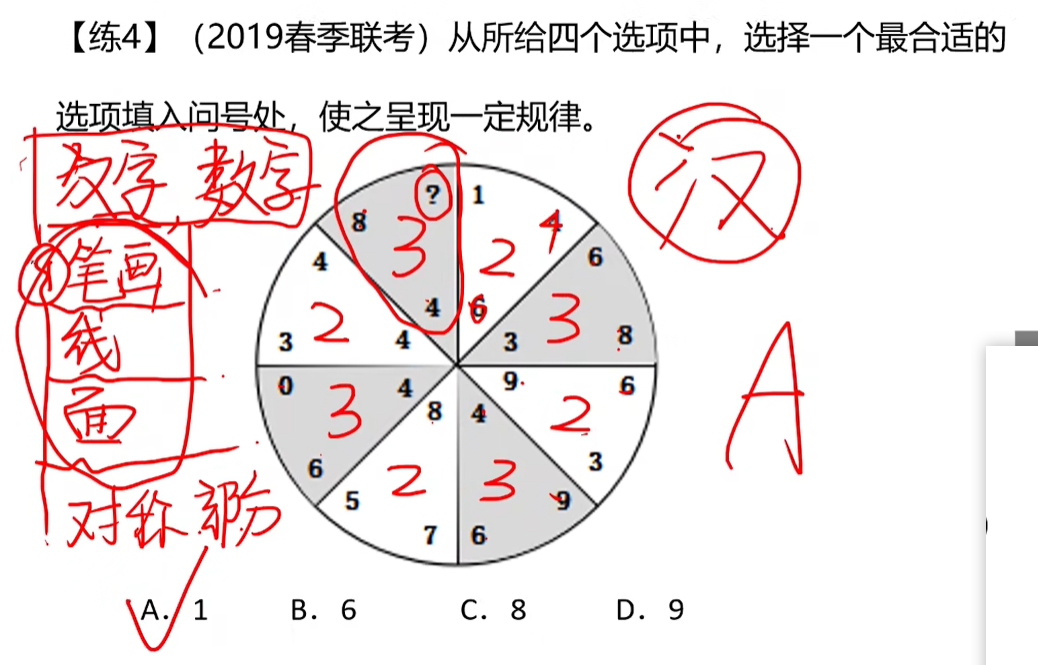 【练4】（2019春季联考）从所给四个选项中，选择一个最合适的
选项填入问号处，使之呈现一定规律。
汉字 数字
汉
① 笔画
线
面
对称 部分
8 ? 4 3
1 4 6 2
6 3 8 3
9 6 3 2
4 9 6 3
8 5 7 2
0 4 6 3
4 3 4 2
A
A. 1 B. 6 C. 8 D. 9